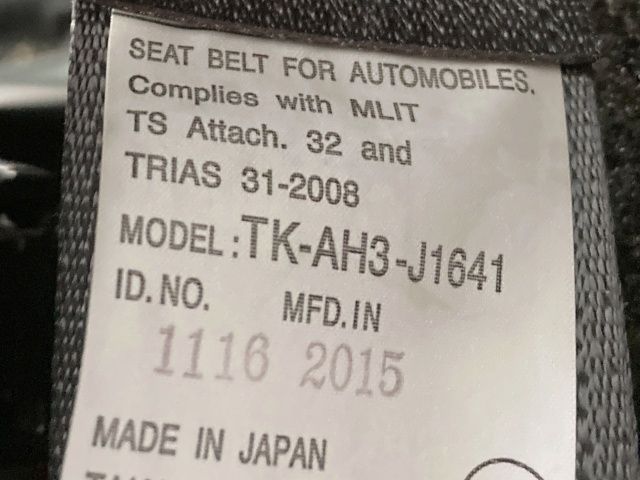 SEAT BELT FOR AUTOMOBILES.
Complies with MLIT
TS Attach. 32 and
TRIAS 31-2008
MODEL:TK-AH3-J1641
ID.NO. MFD.IN
1116 2015
MADE IN JAPAN